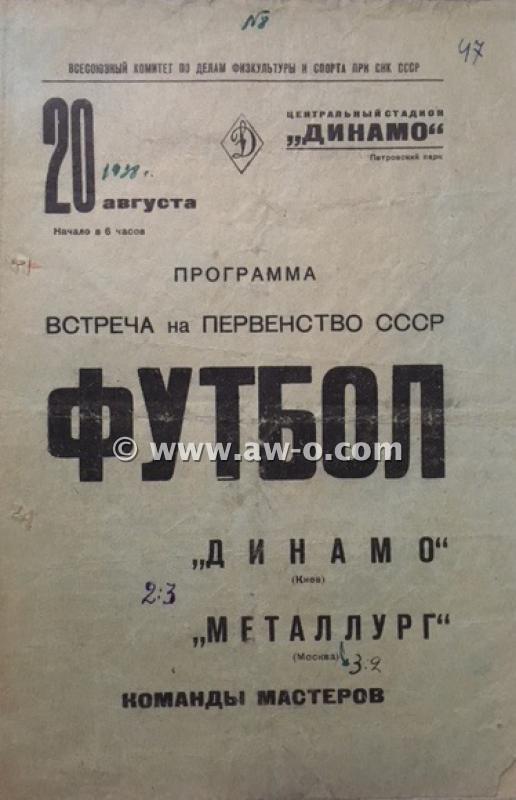 №8
47
ВСЕСОЮЗНЫЙ КОМИТЕТ ПО ДЕЛАМ ФИЗКУЛЬТУРЫ И СПОРТА ПРИ СНК СССР
20
1938 г.
августа
Начало в 6 часов
Д
ЦЕНТРАЛЬНЫЙ СТАДИОН
„ДИНАМО“
Петровский парк
ПРОГРАММА
ВСТРЕЧА на ПЕРВЕНСТВО СССР
ФУТБОЛ
© www.aw-o.com
„ДИНАМО“
(Киев)
2:3
„МЕТАЛЛУРГ“
(Москва)
3:2
КОМАНДЫ МАСТЕРОВ